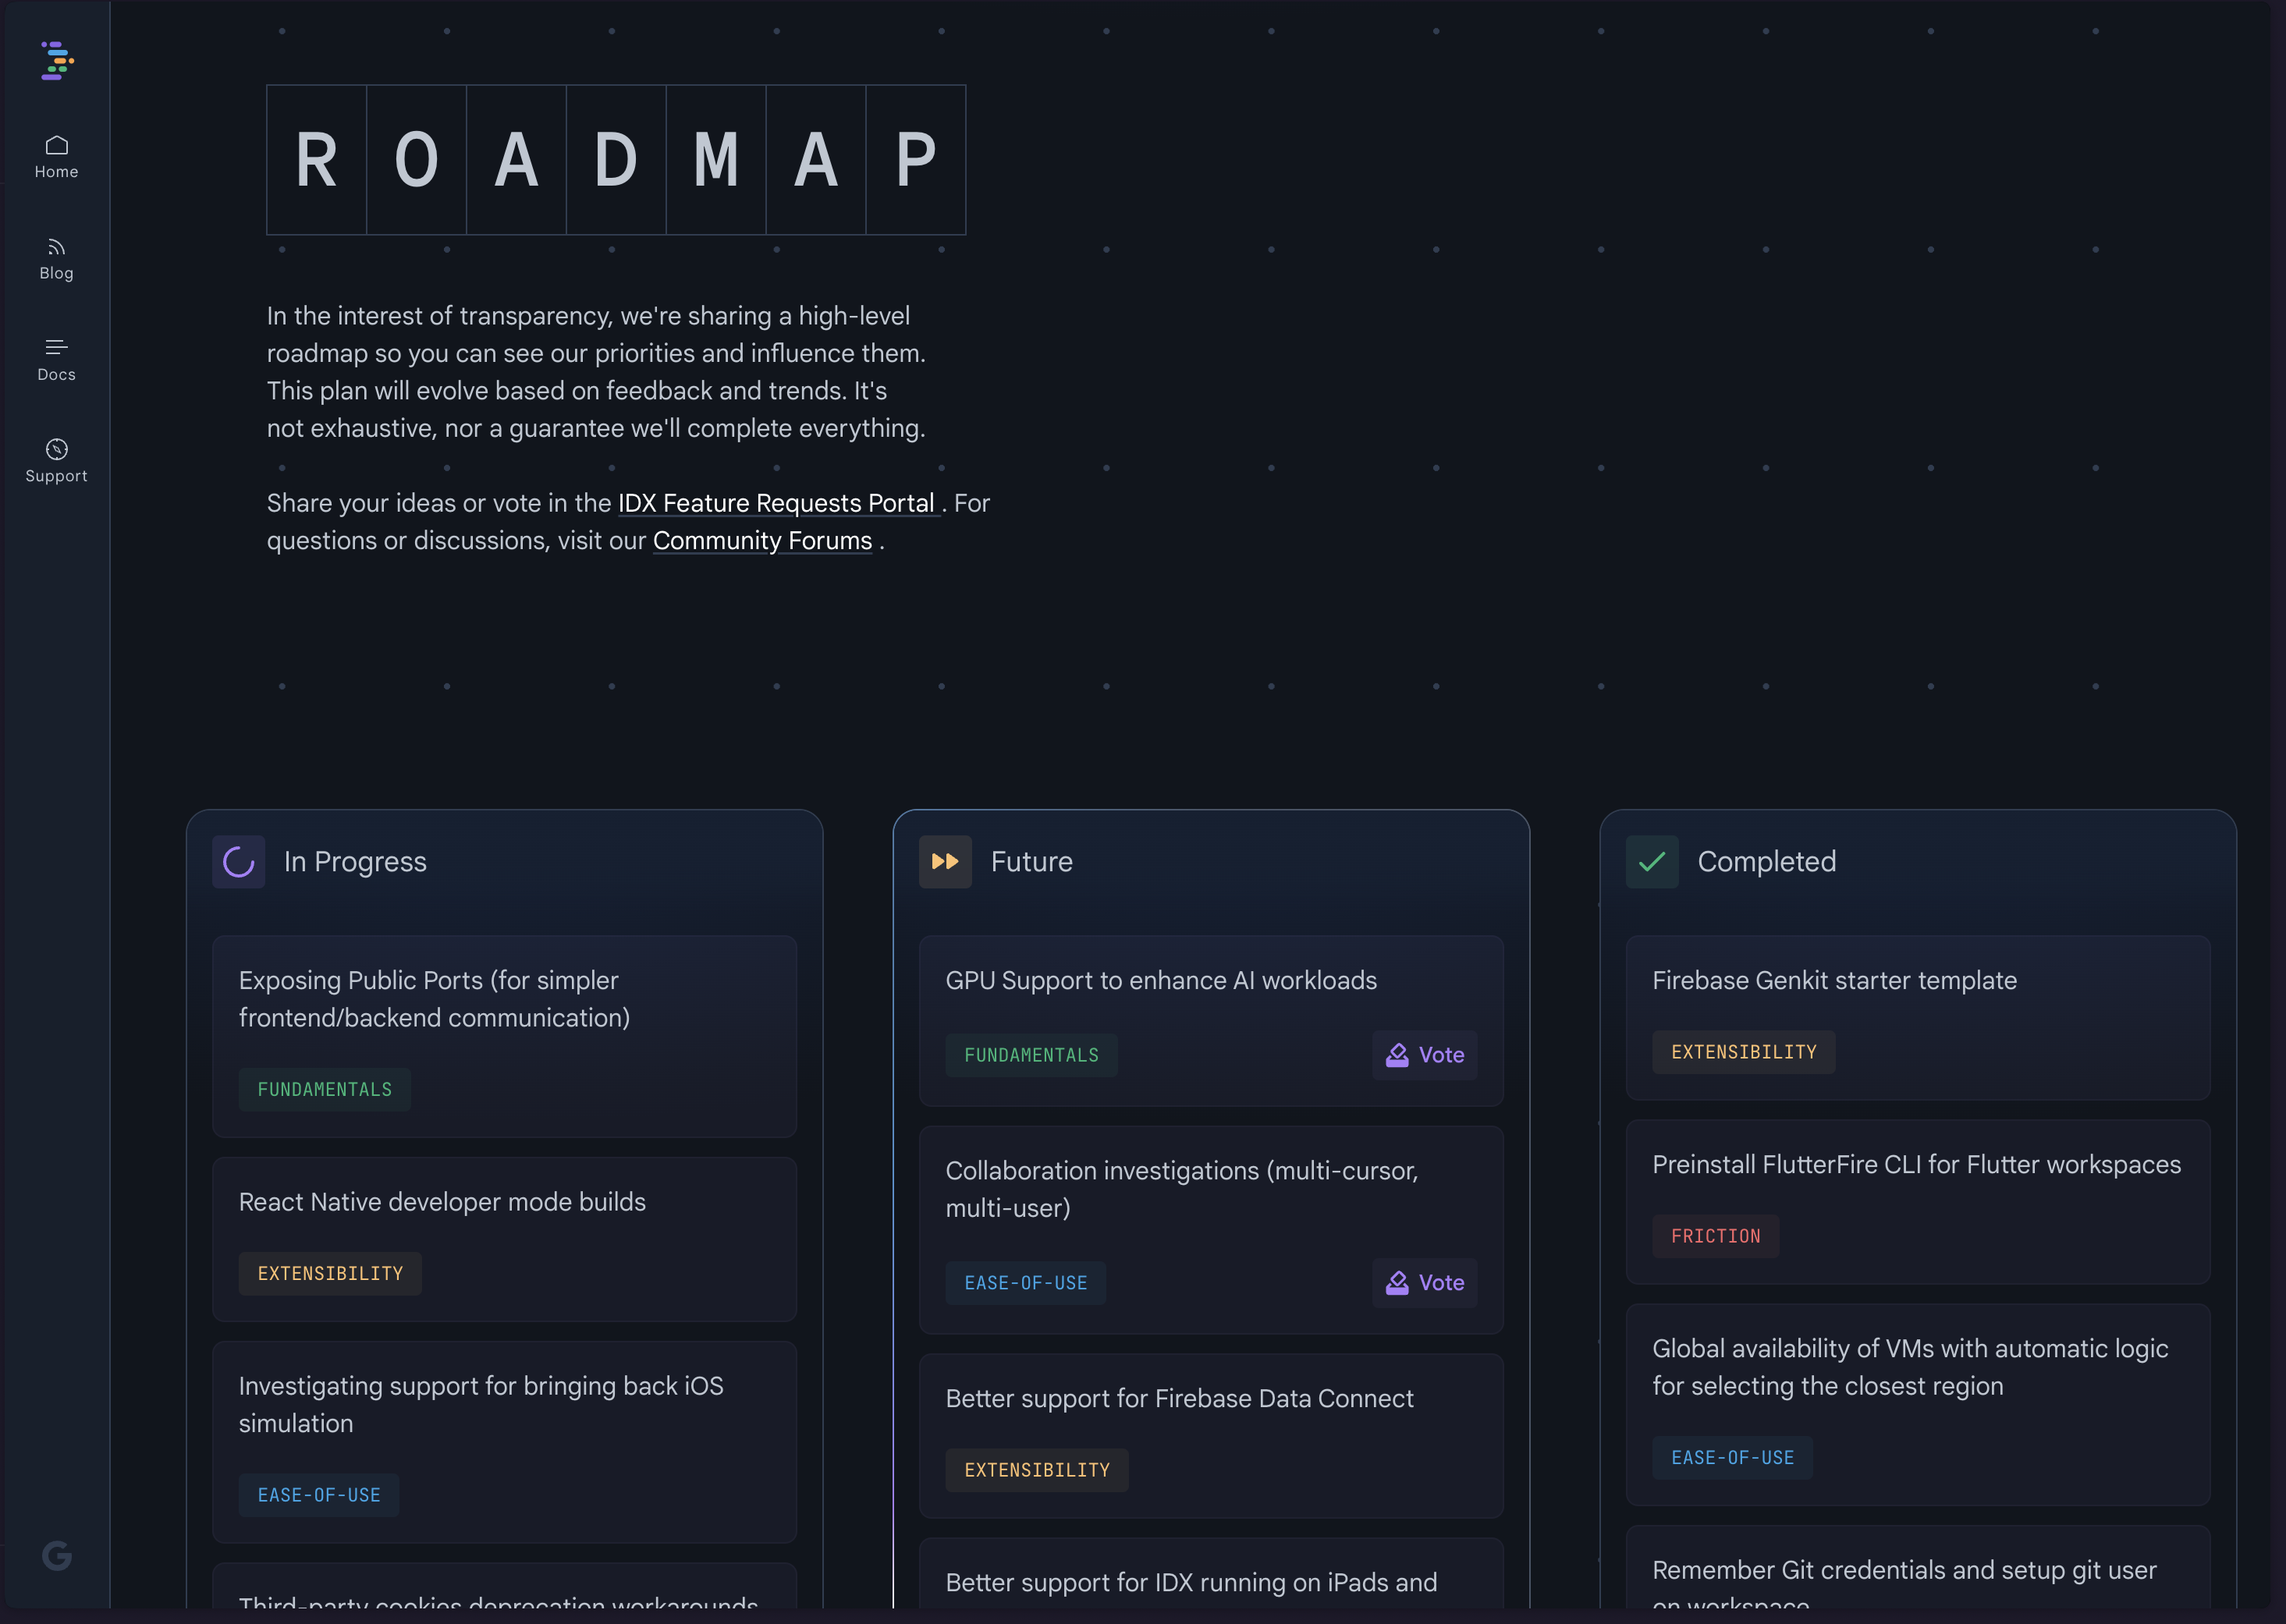 Home
Blog
Docs
Support
ROADMAP
In the interest of transparency, we're sharing a high-level
roadmap so you can see our priorities and influence them.
This plan will evolve based on feedback and trends. It's
not exhaustive, nor a guarantee we'll complete everything.
Share your ideas or vote in the IDX Feature Requests Portal . For
questions or discussions, visit our Community Forums .
In Progress
Exposing Public Ports (for simpler
frontend/backend communication)
FUNDAMENTALS
React Native developer mode builds
EXTENSIBILITY
Investigating support for bringing back iOS
simulation
EASE-OF-USE
Third-party cookies deprecation workarounds
Future
GPU Support to enhance AI workloads
FUNDAMENTALS
Vote
Collaboration investigations (multi-cursor,
multi-user)
EASE-OF-USE
Vote
Better support for Firebase Data Connect
EXTENSIBILITY
Better support for IDX running on iPads and
Completed
Firebase Genkit starter template
EXTENSIBILITY
Preinstall FlutterFire CLI for Flutter workspaces
FRICTION
Global availability of VMs with automatic logic
for selecting the closest region
EASE-OF-USE
Remember Git credentials and setup git user
on workspace